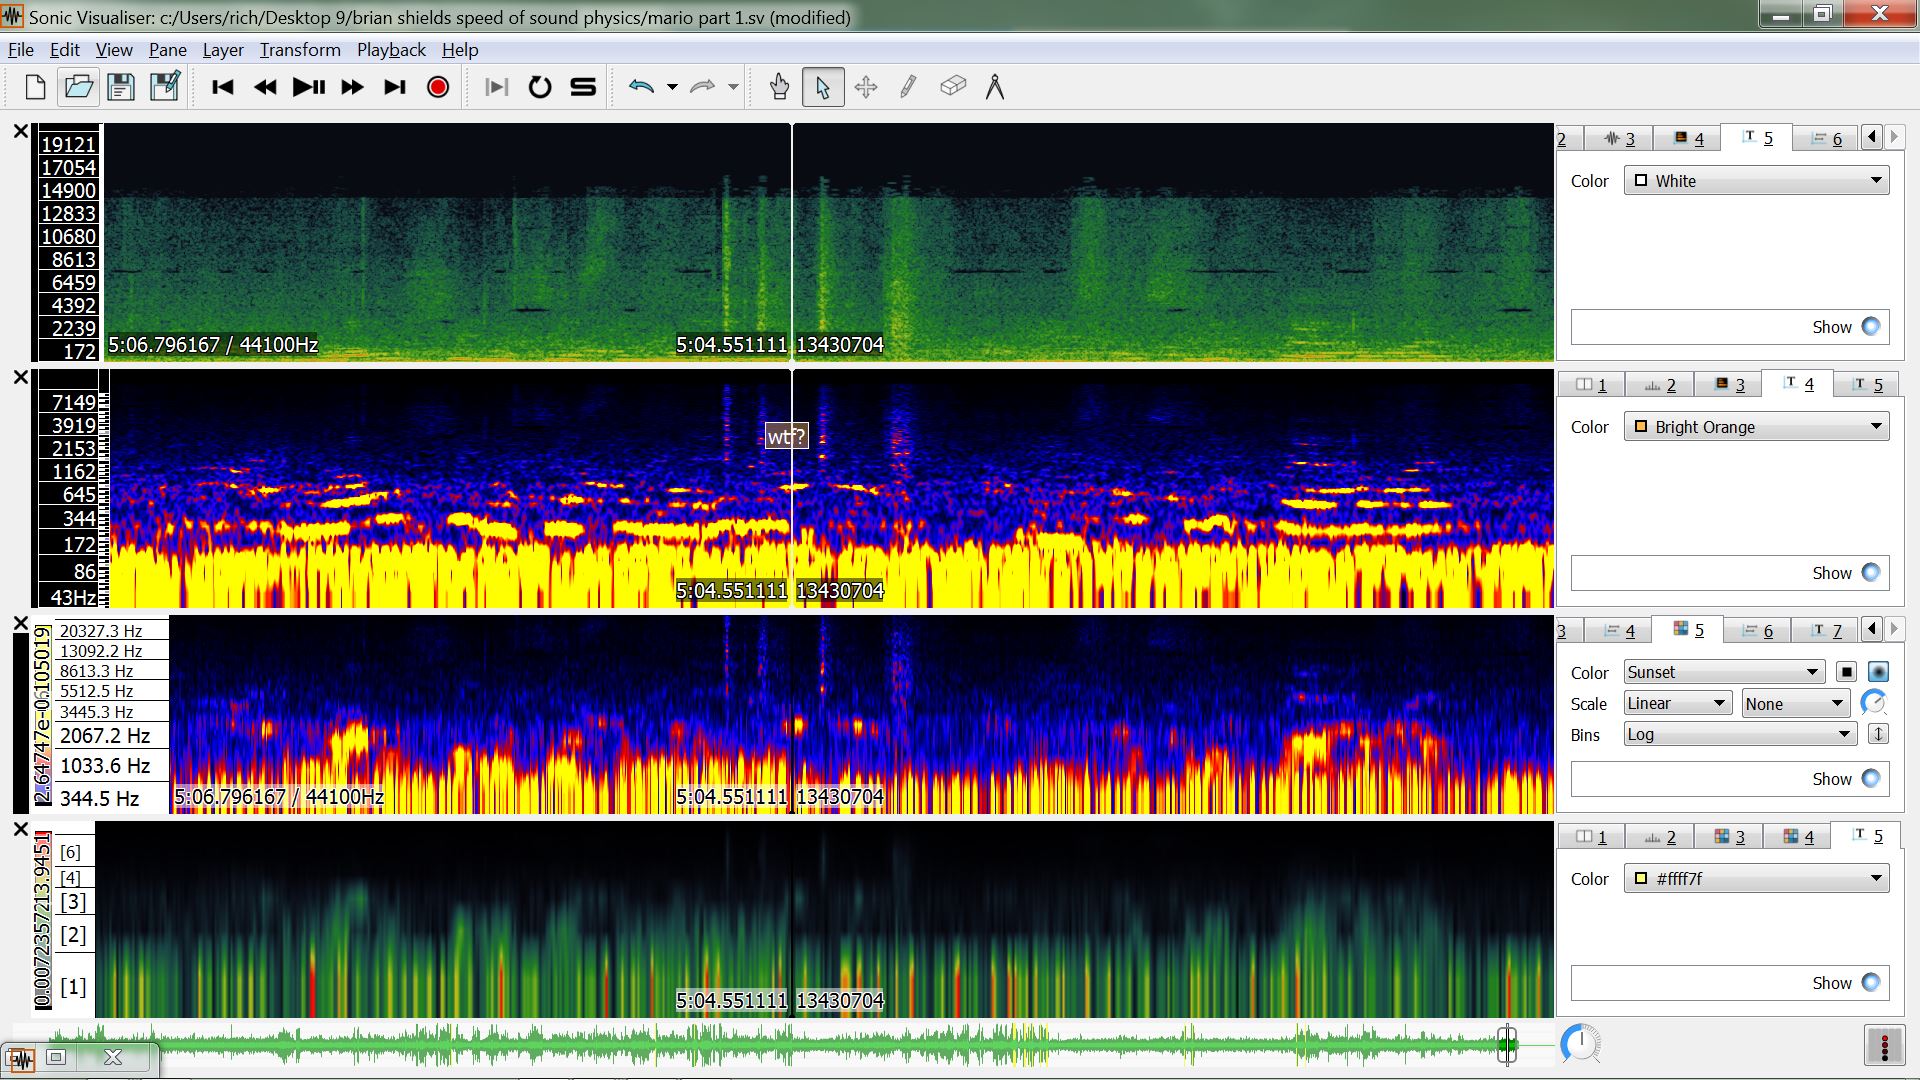 Sonic Visualiser: c:/Users/rich/Desktop 9/brian shields speed of sound physics/mario part 1.sv (modified)
File Edit View Pane Layer Transform Playback Help
19121
17054
14900
12833
10680
8613
6459
4392
2239
172
5:06.796167 / 44100Hz
5:04.551111 13430704
2 3 4 T 5 6
Color White
Show
7149
3919
2153
1162
645
344
172
86
43Hz
wtf?
5:04.551111 13430704
1 2 3 T 4 T 5
Color Bright Orange
Show
20327.3 Hz
13092.2 Hz
8613.3 Hz
5512.5 Hz
3445.3 Hz
2067.2 Hz
1033.6 Hz
344.5 Hz
5:06.796167 / 44100Hz
5:04.551111 13430704
3 4 5 6 T 7
Color Sunset
Scale Linear None
Bins Log
Show
[6]
[4]
[3]
[2]
[1]
5:04.551111 13430704
1 2 3 4 T 5
Color #ffff7f
Show